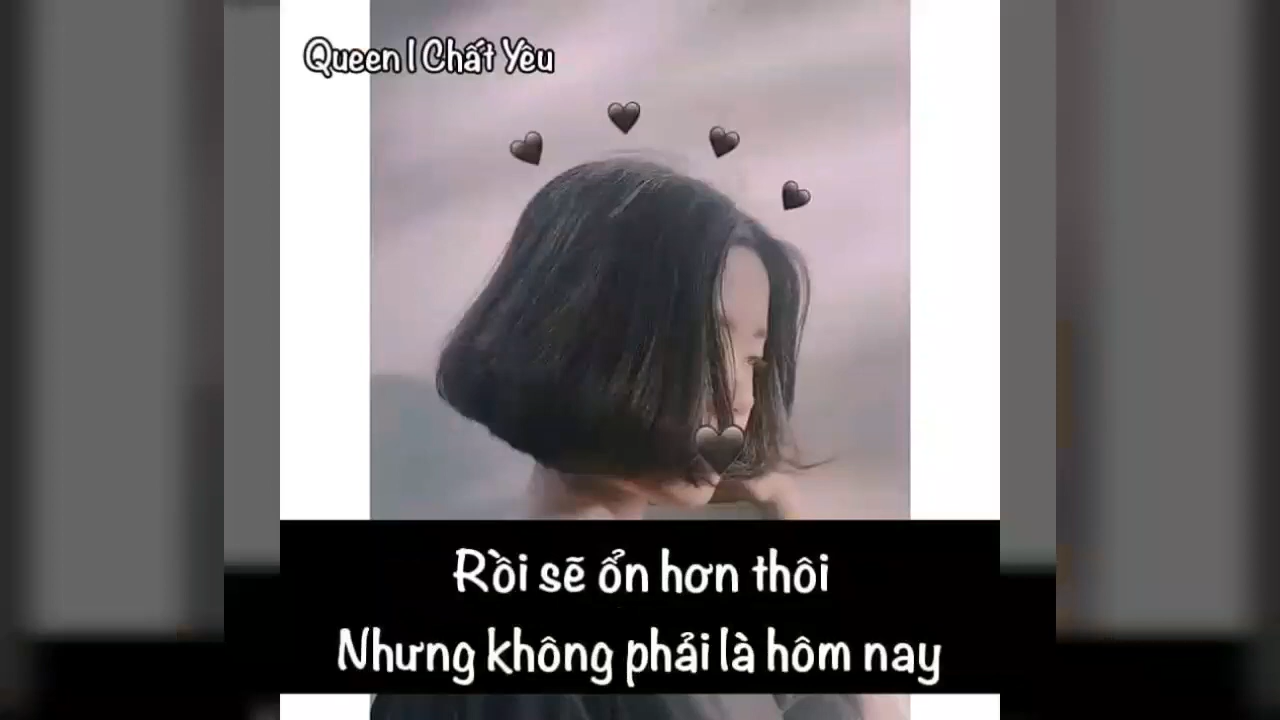 Queen | Chất Yêu
Rồi sẽ ổn hơn thôi
Nhưng không phải là hôm nay